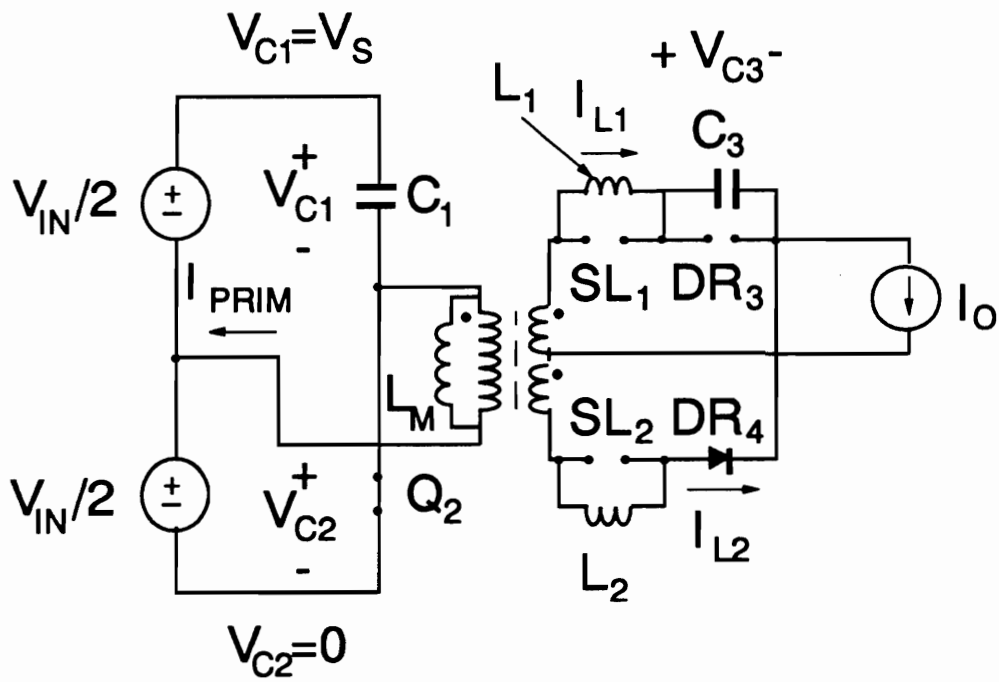 V_C1=V_S
+ V_C3 -
L_1
I_L1
C_3
V_IN/2
+
−
+
V_C1
-
C_1
I_PRIM
SL_1
DR_3
I_O
L_M
SL_2
DR_4
V_IN/2
+
−
+
V_C2
-
Q_2
I_L2
L_2
V_C2=0